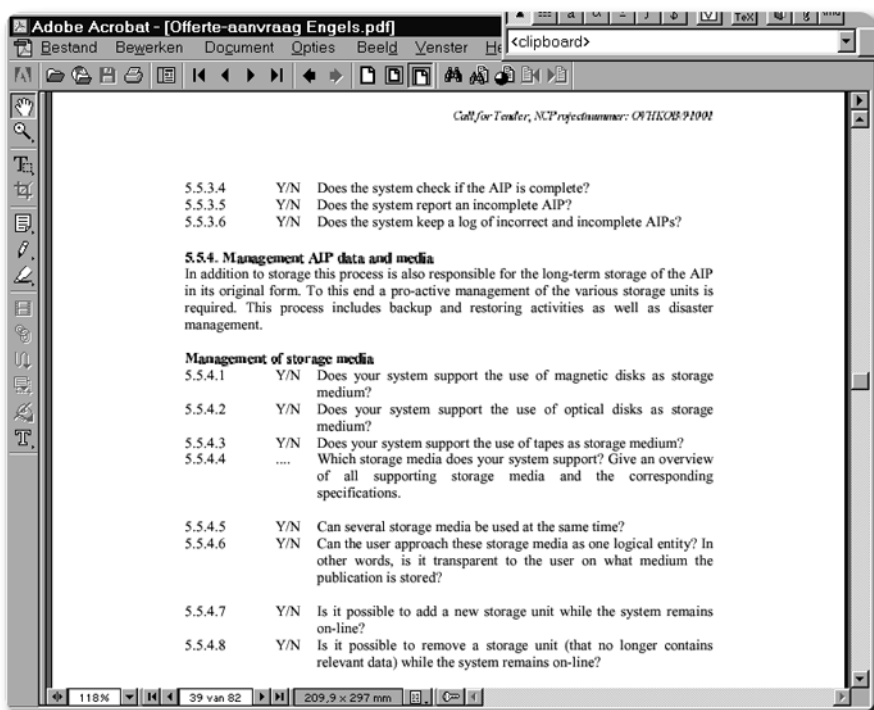 Adobe Acrobat - [Offerte-aanvraag Engels.pdf]
<clipboard>
Bestand Bewerken Document Opties Beeld Venster He
Call for Tender, NCProjectnummer: OVHKOB/91001
5.5.3.4 Y/N Does the system check if the AIP is complete?
5.5.3.5 Y/N Does the system report an incomplete AIP?
5.5.3.6 Y/N Does the system keep a log of incorrect and incomplete AIPs?
5.5.4. Management AIP data and media
In addition to storage this process is also responsible for the long-term storage of the AIP
in its original form. To this end a pro-active management of the various storage units is
required. This process includes backup and restoring activities as well as disaster
management.
Management of storage media
5.5.4.1 Y/N Does your system support the use of magnetic disks as storage
medium?
5.5.4.2 Y/N Does your system support the use of optical disks as storage
medium?
5.5.4.3 Y/N Does your system support the use of tapes as storage medium?
5.5.4.4 .... Which storage media does your system support? Give an overview
of all supporting storage media and the corresponding
specifications.
5.5.4.5 Y/N Can several storage media be used at the same time?
5.5.4.6 Y/N Can the user approach these storage media as one logical entity? In
other words, is it transparent to the user on what medium the
publication is stored?
5.5.4.7 Y/N Is it possible to add a new storage unit while the system remains
on-line?
5.5.4.8 Y/N Is it possible to remove a storage unit (that no longer contains
relevant data) while the system remains on-line?
118% 39 van 82 209,9 x 297 mm